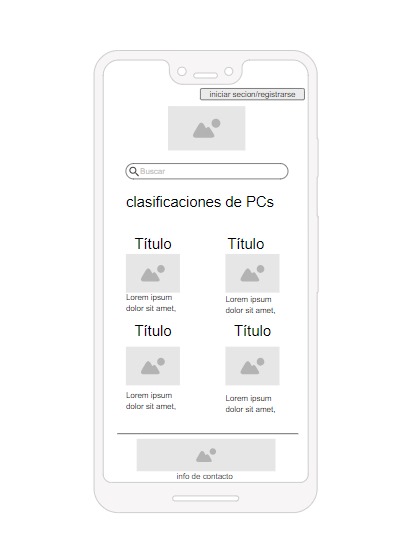 iniciar secion/registrarse
Buscar
clasificaciones de PCs
Título
Título
Lorem ipsum
dolor sit amet,
Lorem ipsum
dolor sit amet,
Título
Título
Lorem ipsum
dolor sit amet,
Lorem ipsum
dolor sit amet,
info de contacto